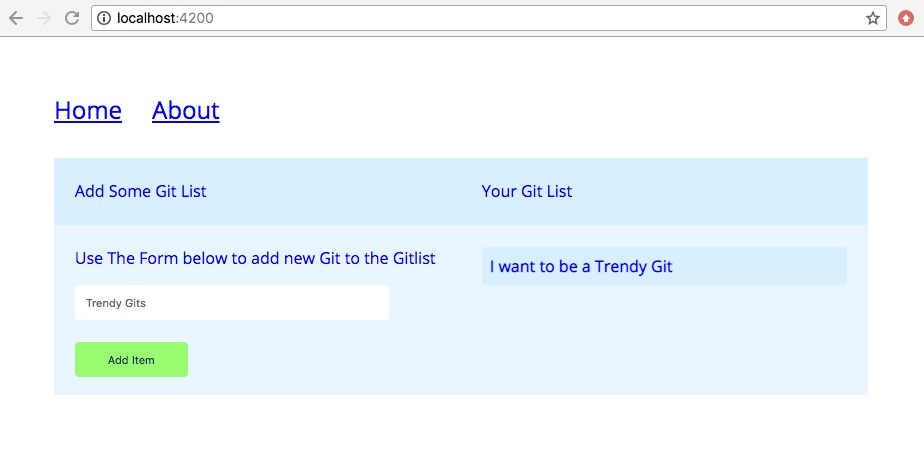 localhost:4200
Home About
Add Some Git List
Your Git List
Use The Form below to add new Git to the Gitlist
I want to be a Trendy Git
Trendy Gits
Add Item